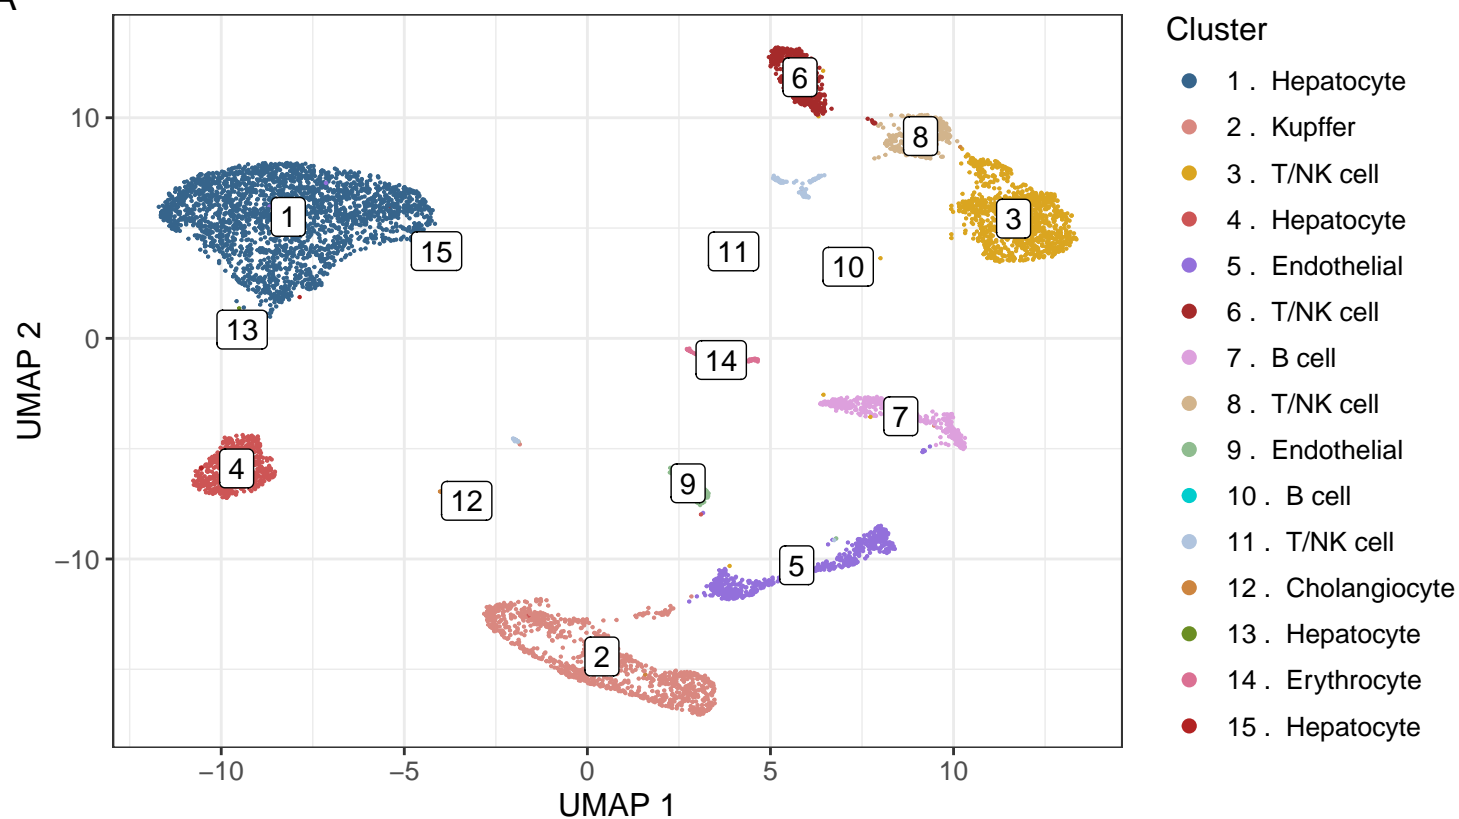 A
Cluster
1 . Hepatocyte
2 . Kupffer
3 . T/NK cell
4 . Hepatocyte
5 . Endothelial
6 . T/NK cell
7 . B cell
8 . T/NK cell
9 . Endothelial
10 . B cell
11 . T/NK cell
12 . Cholangiocyte
13 . Hepatocyte
14 . Erythrocyte
15 . Hepatocyte
6
8
1
3
15
11
10
13
14
7
4
9
12
5
2
10
0
−10
UMAP 2
−10 −5 0 5 10
UMAP 1